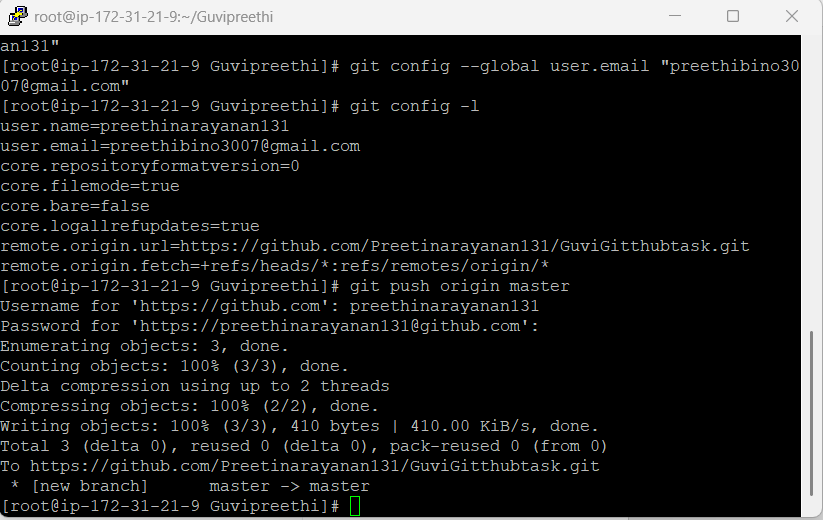 root@ip-172-31-21-9:~/Guvipreethi
an131"
[root@ip-172-31-21-9 Guvipreethi]# git config --global user.email "preethibino30
07@gmail.com"
[root@ip-172-31-21-9 Guvipreethi]# git config -l
user.name=preethinarayanan131
user.email=preethibino3007@gmail.com
core.repositoryformatversion=0
core.filemode=true
core.bare=false
core.logallrefupdates=true
remote.origin.url=https://github.com/Preetinarayanan131/GuviGitthubtask.git
remote.origin.fetch=+refs/heads/*:refs/remotes/origin/*
[root@ip-172-31-21-9 Guvipreethi]# git push origin master
Username for 'https://github.com': preethinarayanan131
Password for 'https://preethinarayanan131@github.com':
Enumerating objects: 3, done.
Counting objects: 100% (3/3), done.
Delta compression using up to 2 threads
Compressing objects: 100% (2/2), done.
Writing objects: 100% (3/3), 410 bytes | 410.00 KiB/s, done.
Total 3 (delta 0), reused 0 (delta 0), pack-reused 0 (from 0)
To https://github.com/Preetinarayanan131/GuviGitthubtask.git
 * [new branch]      master -> master
[root@ip-172-31-21-9 Guvipreethi]#